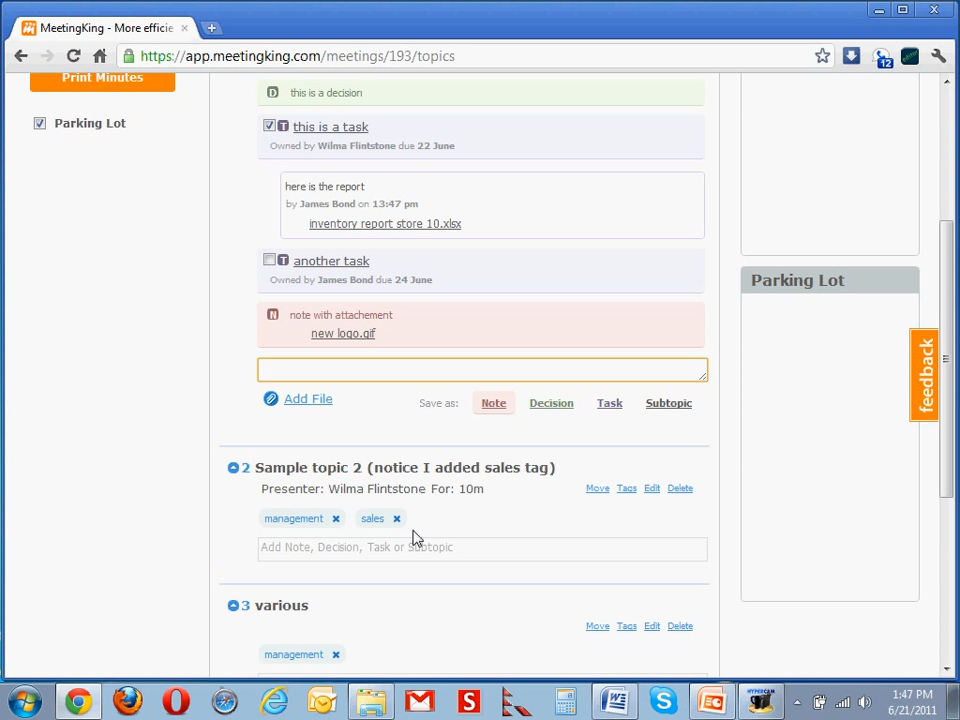 MeetingKing - More efficie
https://app.meetingking.com/meetings/193/topics
12
Print Minutes
Parking Lot
D this is a decision
T this is a task
Owned by Wilma Flintstone due 22 June
here is the report
by James Bond on 13:47 pm
inventory report store 10.xlsx
T another task
Owned by James Bond due 24 June
N note with attachement
new logo.gif
Add File
Save as: Note Decision Task Subtopic
2 Sample topic 2 (notice I added sales tag)
Presenter: Wilma Flintstone For: 10m
Move Tags Edit Delete
management sales
Add Note, Decision, Task or Subtopic
3 various
Move Tags Edit Delete
management
Parking Lot
feedback
HYPERCAM
1:47 PM
6/21/2011